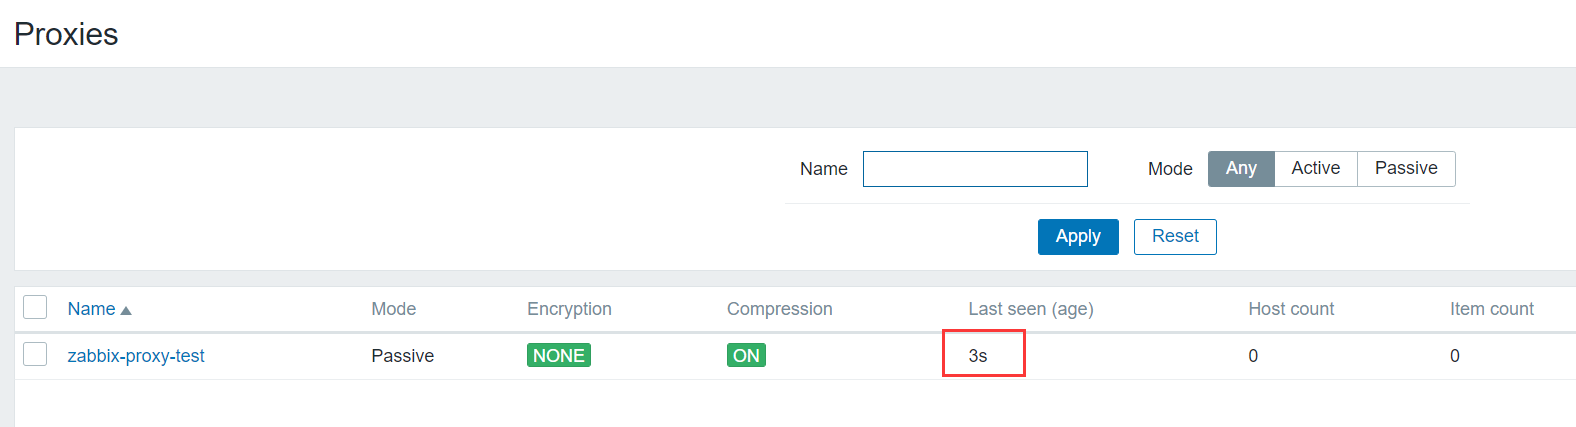 Proxies
Name Mode Any Active Passive
Apply Reset
Name Mode Encryption Compression Last seen (age) Host count Item count
zabbix-proxy-test Passive NONE ON 3s 0 0